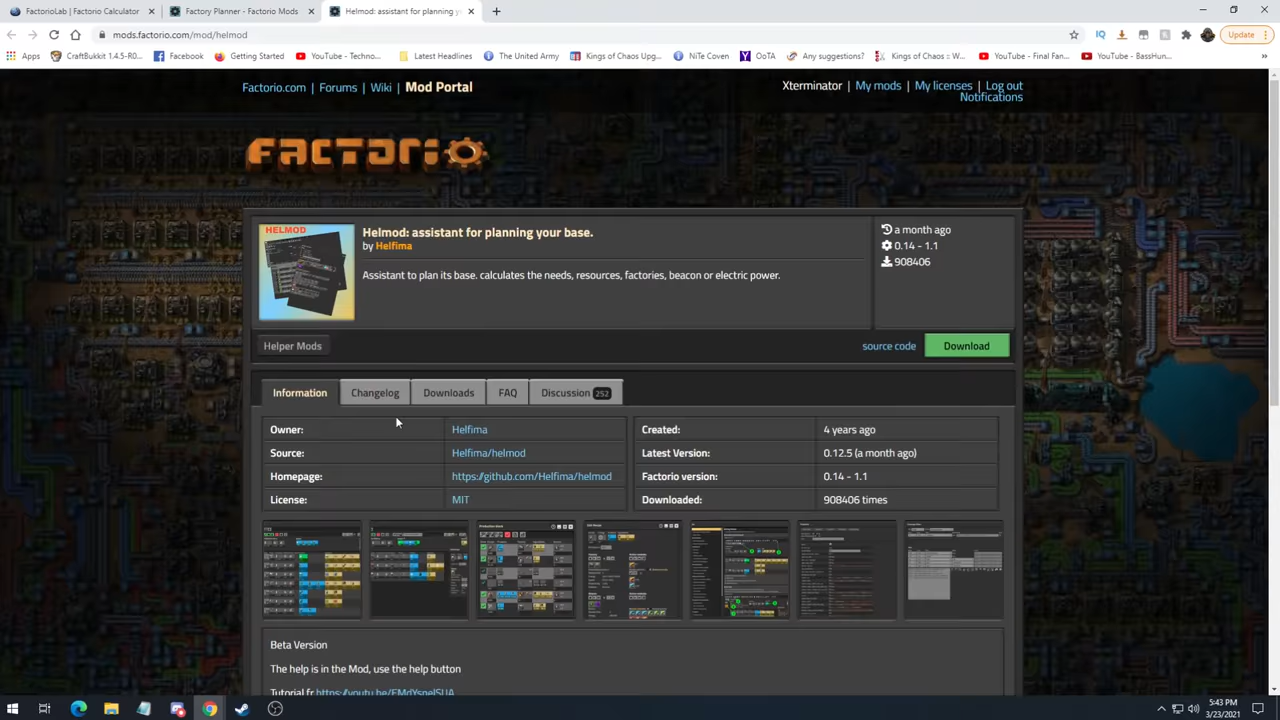 FactorioLab | Factorio Calculator
Factory Planner - Factorio Mods
Helmod: assistant for planning yo
mods.factorio.com/mod/helmod
IQ
Update
Apps
CraftBukkit 1.4.5-R0...
Facebook
Getting Started
YouTube - Techno...
Latest Headlines
The United Army
Kings of Chaos Upg...
NiTe Coven
OoTA
Any suggestions?
Kings of Chaos :: W...
YouTube - Final Fan...
YouTube - BassHun...
»
Factorio.com | Forums | Wiki | Mod Portal
Xterminator | My mods | My licenses | Log out
Notifications
FACTORIO
HELMOD
Helmod: assistant for planning your base.
by Helfima
Assistant to plan its base. calculates the needs, resources, factories, beacon or electric power.
a month ago
0.14 - 1.1
908406
Helper Mods
source code
Download
Information
Changelog
Downloads
FAQ
Discussion 252
Owner: Helfima
Source: Helfima/helmod
Homepage: https://github.com/Helfima/helmod
License: MIT
Created: 4 years ago
Latest Version: 0.12.5 (a month ago)
Factorio version: 0.14 - 1.1
Downloaded: 908406 times
Beta Version
The help is in the Mod, use the help button
Tutorial fr
5:43 PM
3/23/2021